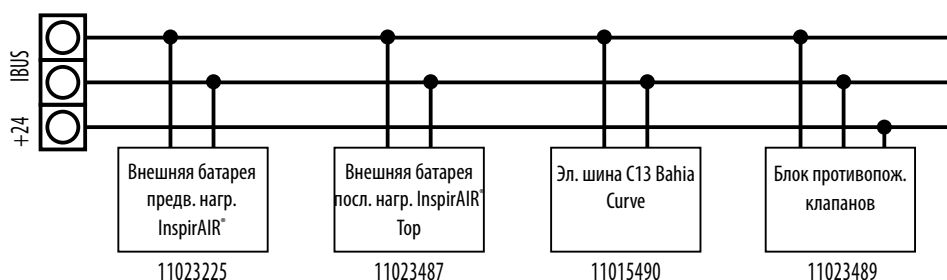 IBUS
+24
Внешняя батарея
предв. нагр.
InspirAIR®
Внешняя батарея
посл. нагр. InspirAIR®
Top
Эл. шина C13 Bahia
Curve
Блок противопож.
клапанов
11023225
11023487
11015490
11023489